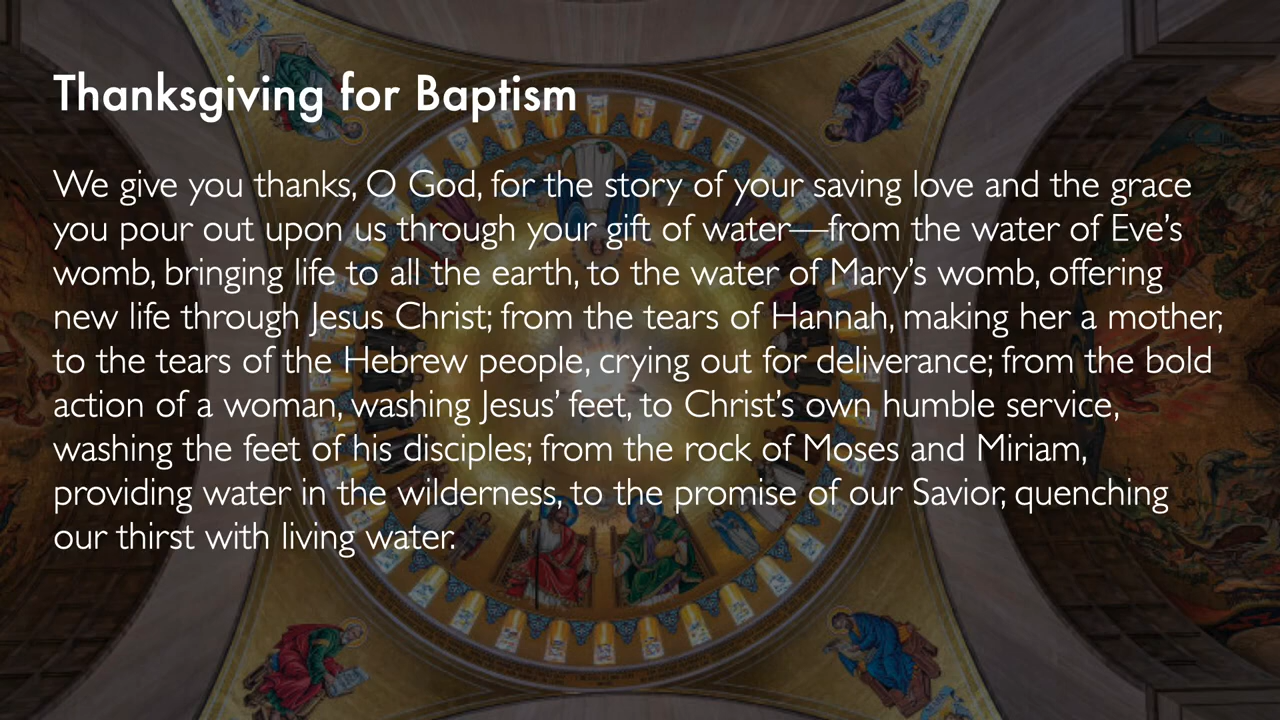 Thanksgiving for Baptism
We give you thanks, O God, for the story of your saving love and the grace
you pour out upon us through your gift of water—from the water of Eve’s
womb, bringing life to all the earth, to the water of Mary’s womb, offering
new life through Jesus Christ; from the tears of Hannah, making her a mother,
to the tears of the Hebrew people, crying out for deliverance; from the bold
action of a woman, washing Jesus’ feet, to Christ’s own humble service,
washing the feet of his disciples; from the rock of Moses and Miriam,
providing water in the wilderness, to the promise of our Savior, quenching
our thirst with living water.